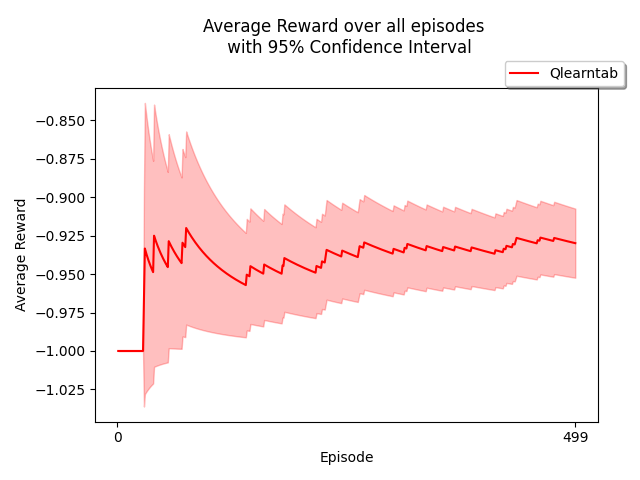 Average Reward over all episodes
with 95% Confidence Interval
Qlearntab
Average Reward
−0.850
−0.875
−0.900
−0.925
−0.950
−0.975
−1.000
−1.025
0
499
Episode